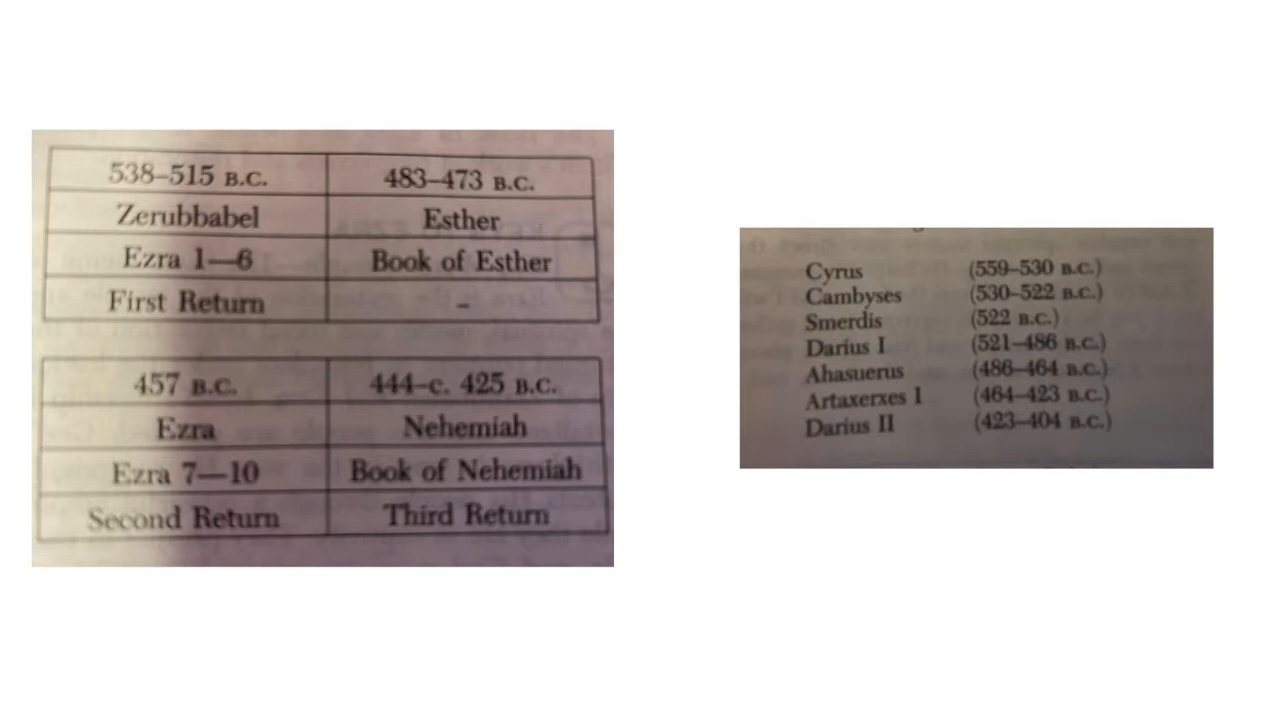 538–515 B.C. 483–473 B.C.
Zerubbabel Esther
Ezra 1—6 Book of Esther
First Return –
457 B.C. 444–c. 425 B.C.
Ezra Nehemiah
Ezra 7—10 Book of Nehemiah
Second Return Third Return
Cyrus (559–530 B.C.)
Cambyses (530–522 B.C.)
Smerdis (522 B.C.)
Darius I (521–486 B.C.)
Ahasuerus (486–464 B.C.)
Artaxerxes I (464–423 B.C.)
Darius II (423–404 B.C.)